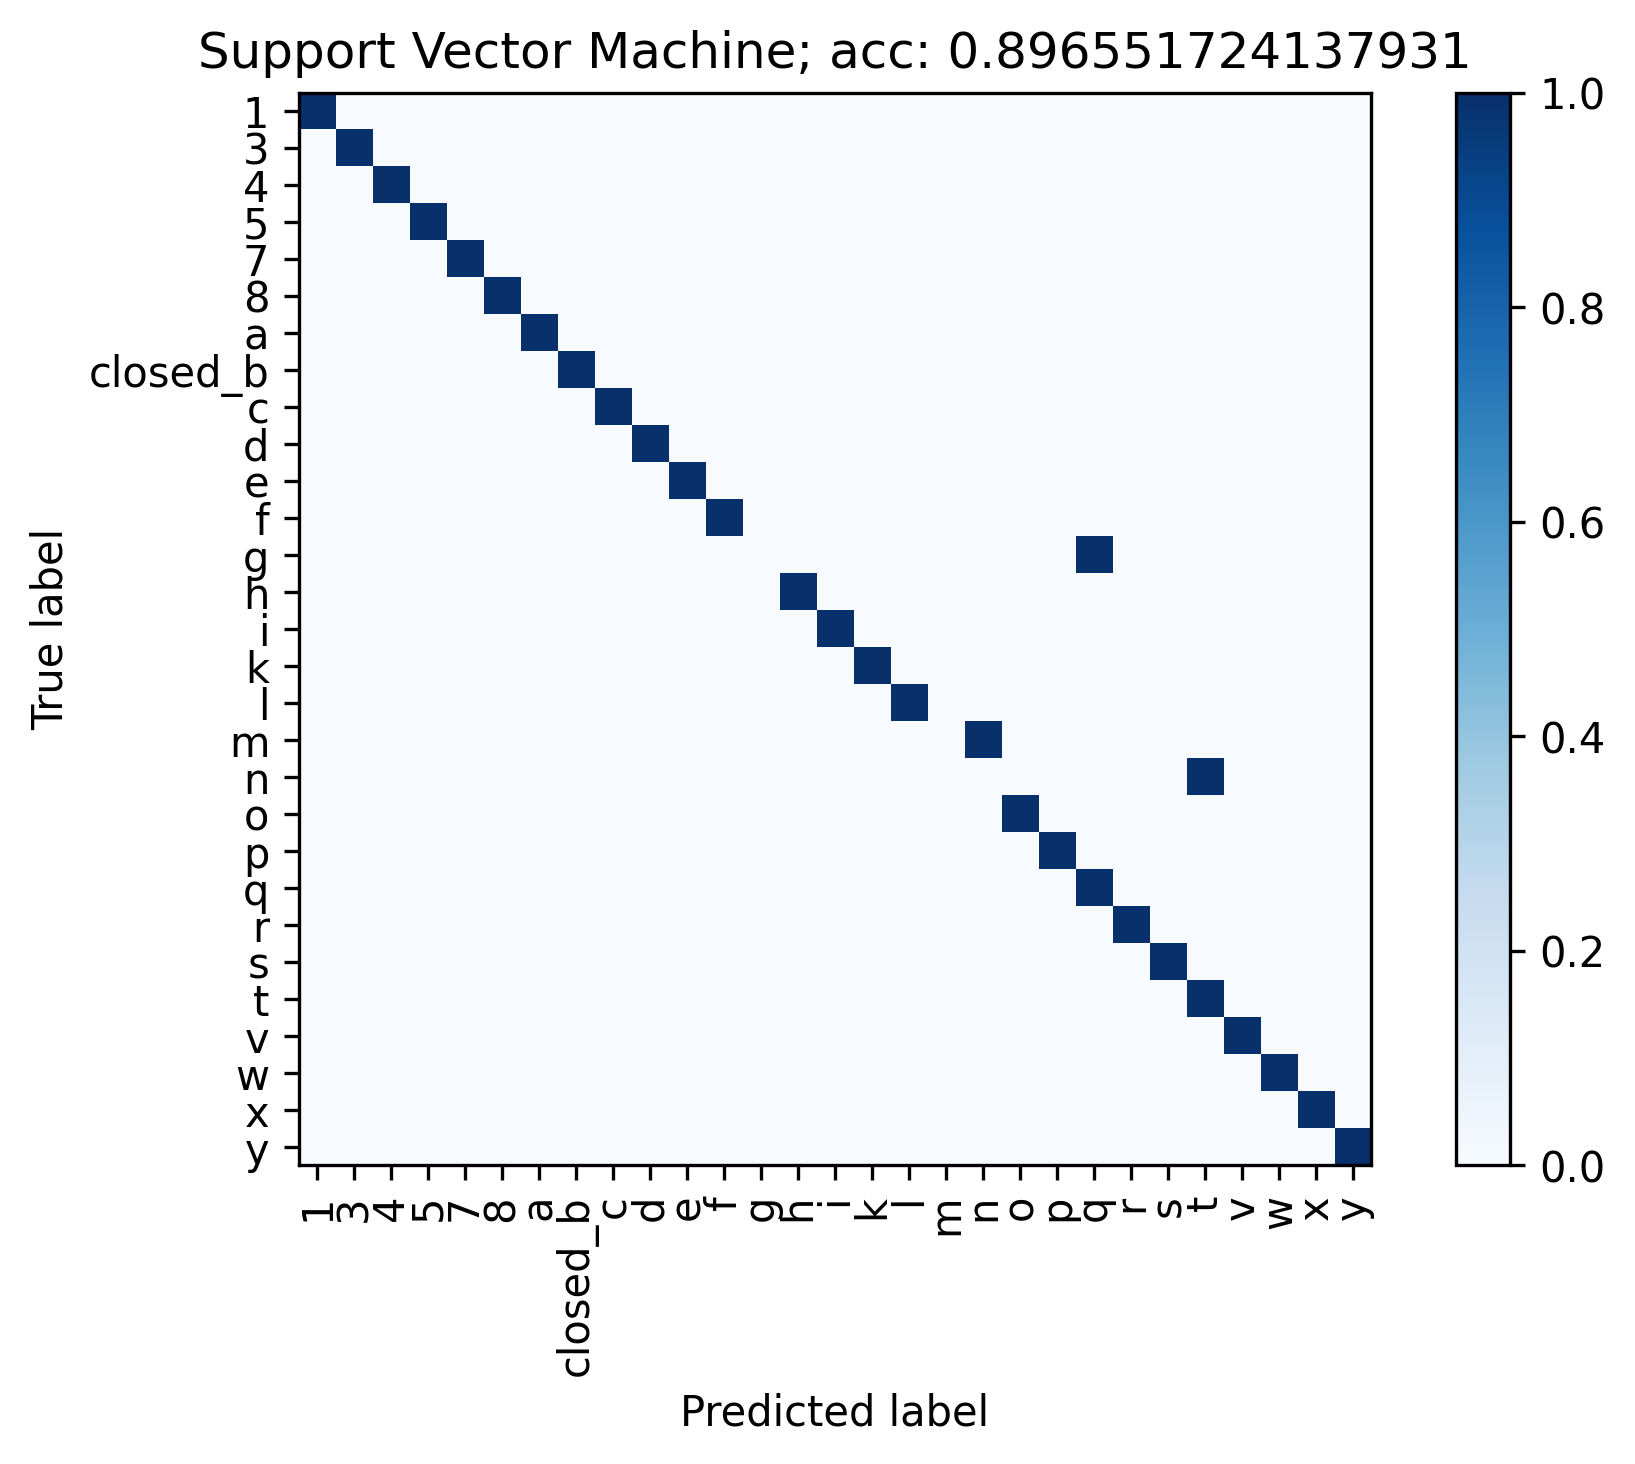 Support Vector Machine; acc: 0.896551724137931
True label
1
3
4
5
7
8
a
closed_b
c
d
e
f
g
h
i
k
l
m
n
o
p
q
r
s
t
v
w
x
y
1 3 4 5 7 8 a closed_b c d e f g h i k l m n o p q r s t v w x y
Predicted label
1.0
0.8
0.6
0.4
0.2
0.0